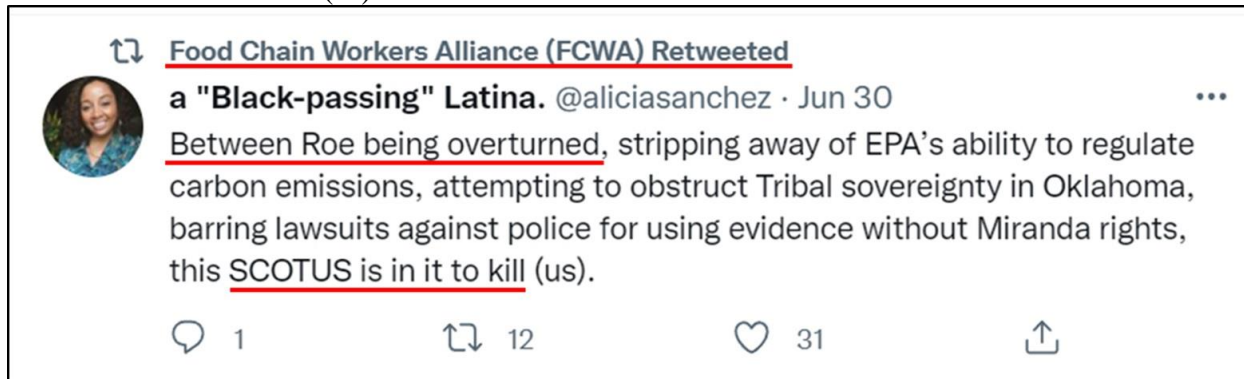 Food Chain Workers Alliance (FCWA) Retweeted
a "Black-passing" Latina. @aliciasanchez · Jun 30
Between Roe being overturned, stripping away of EPA's ability to regulate
carbon emissions, attempting to obstruct Tribal sovereignty in Oklahoma,
barring lawsuits against police for using evidence without Miranda rights,
this SCOTUS is in it to kill (us).
1 12 31